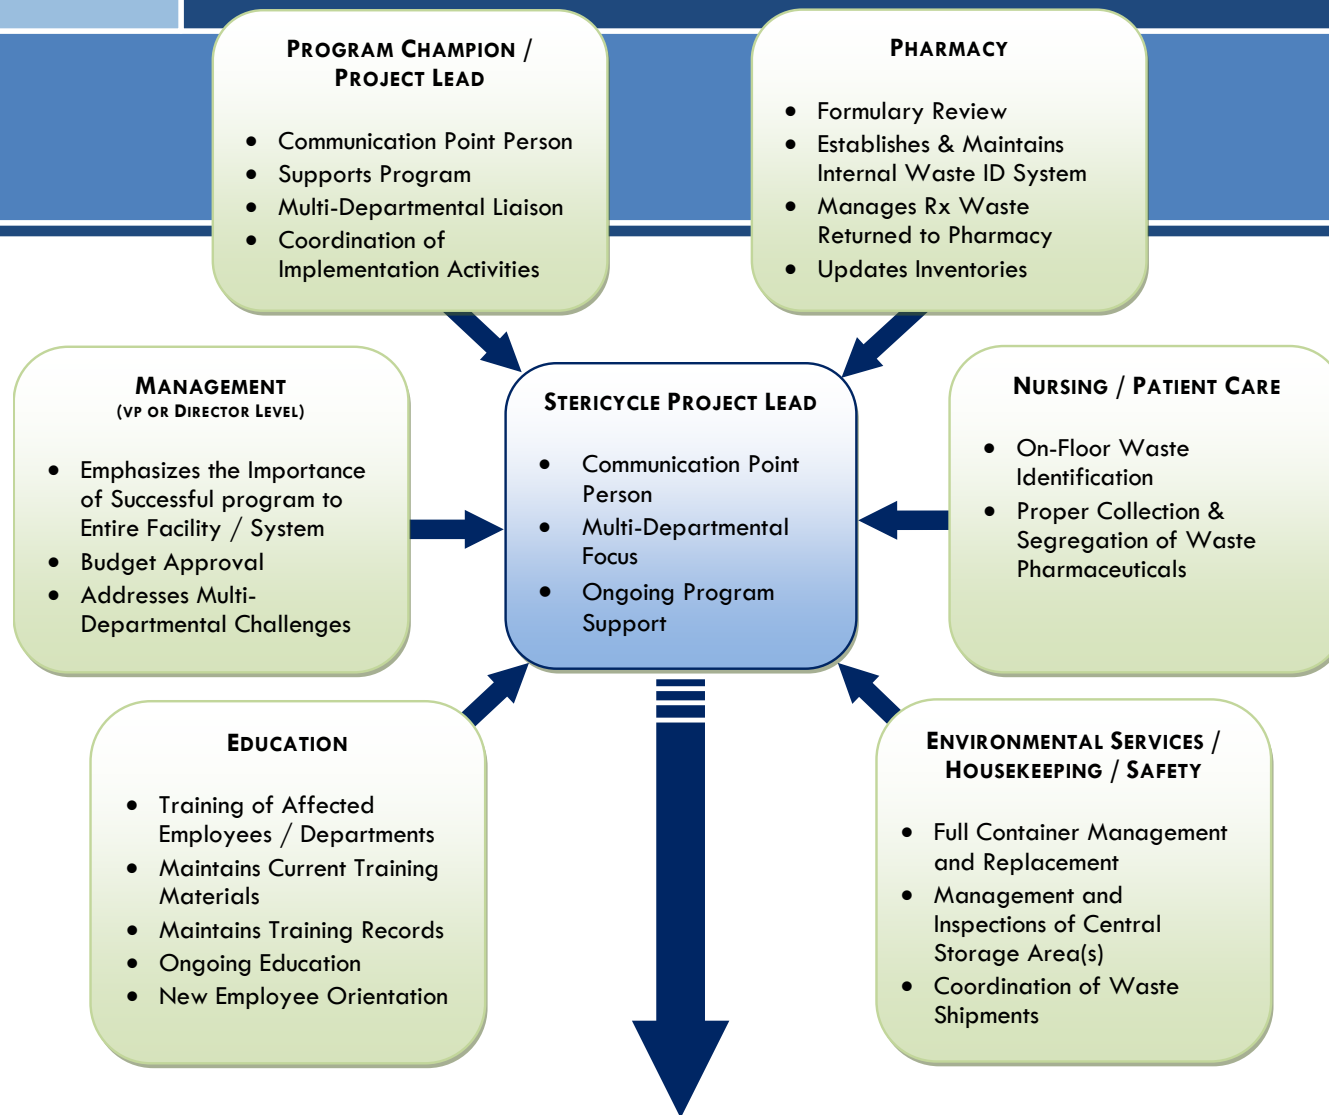 PROGRAM CHAMPION /
PROJECT LEAD
• Communication Point Person
• Supports Program
• Multi-Departmental Liaison
• Coordination of
Implementation Activities
PHARMACY
• Formulary Review
• Establishes & Maintains
Internal Waste ID System
• Manages Rx Waste
Returned to Pharmacy
• Updates Inventories
MANAGEMENT
(VP OR DIRECTOR LEVEL)
• Emphasizes the Importance
of Successful program to
Entire Facility / System
• Budget Approval
• Addresses Multi-
Departmental Challenges
STERICYCLE PROJECT LEAD
• Communication Point
Person
• Multi-Departmental
Focus
• Ongoing Program
Support
NURSING / PATIENT CARE
• On-Floor Waste
Identification
• Proper Collection &
Segregation of Waste
Pharmaceuticals
EDUCATION
• Training of Affected
Employees / Departments
• Maintains Current Training
Materials
• Maintains Training Records
• Ongoing Education
• New Employee Orientation
ENVIRONMENTAL SERVICES /
HOUSEKEEPING / SAFETY
• Full Container Management
and Replacement
• Management and
Inspections of Central
Storage Area(s)
• Coordination of Waste
Shipments